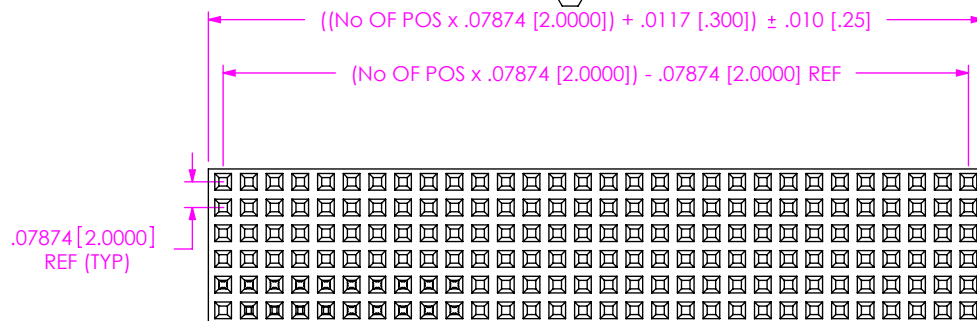 ((No OF POS x .07874 [2.0000]) + .0117 [.300]) ± .010 [.25]
(No OF POS x .07874 [2.0000]) - .07874 [2.0000] REF
.07874 [2.0000]
REF (TYP)